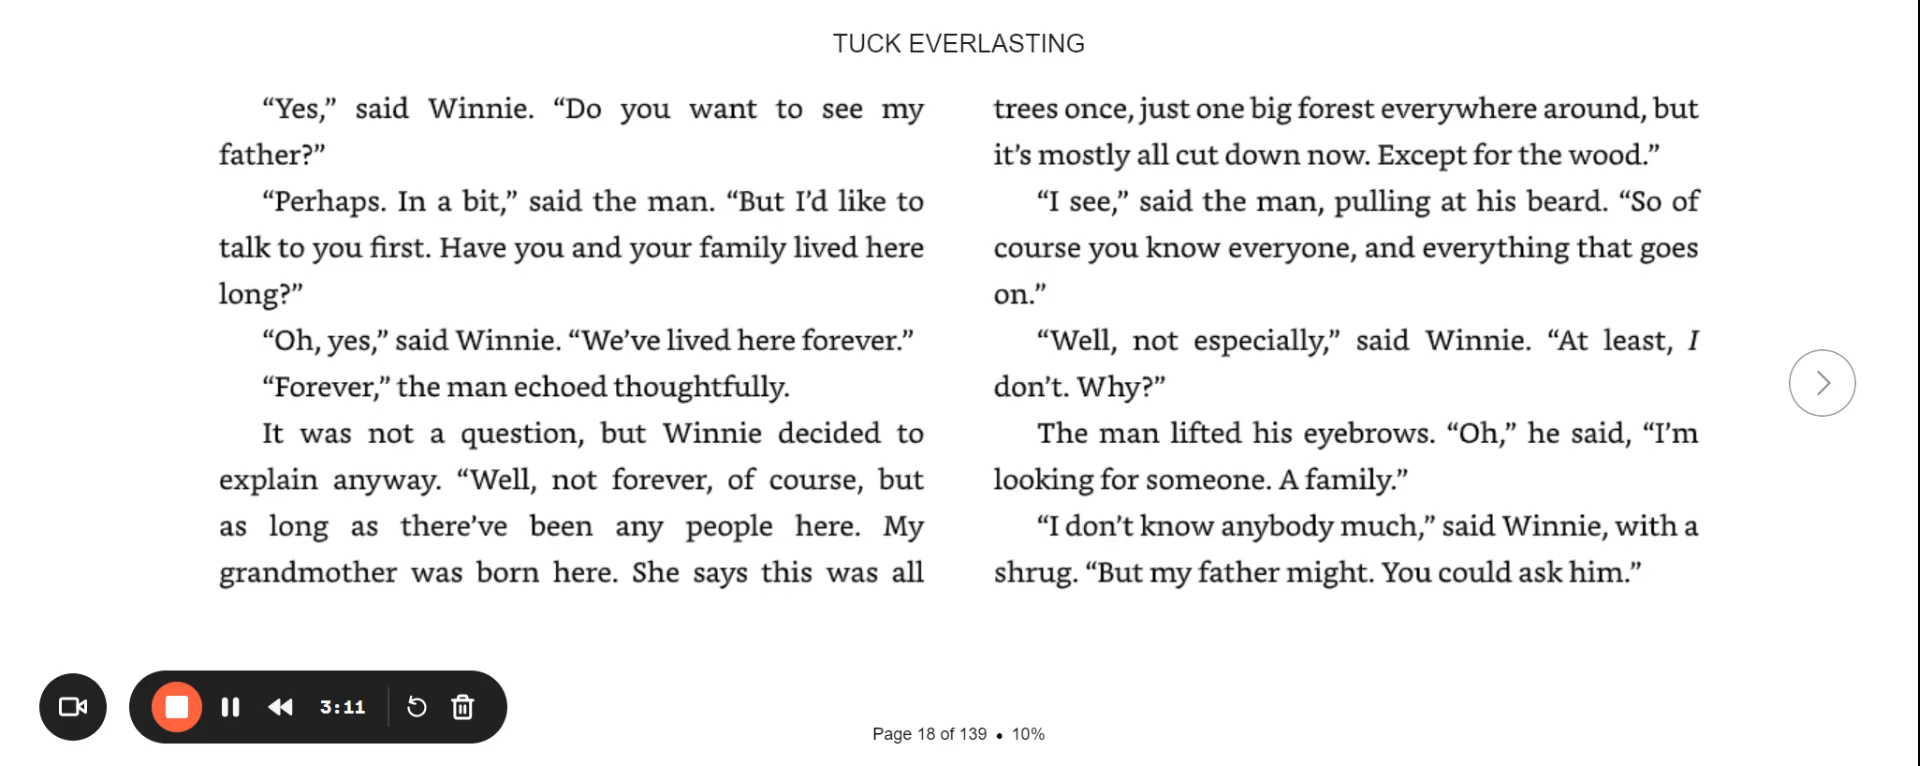 TUCK EVERLASTING
“Yes,” said Winnie. “Do you want to see my
father?”
“Perhaps. In a bit,” said the man. “But I’d like to
talk to you first. Have you and your family lived here
long?”
“Oh, yes,” said Winnie. “We’ve lived here forever.”
“Forever,” the man echoed thoughtfully.
It was not a question, but Winnie decided to
explain anyway. “Well, not forever, of course, but
as long as there’ve been any people here. My
grandmother was born here. She says this was all
trees once, just one big forest everywhere around, but
it’s mostly all cut down now. Except for the wood.”
“I see,” said the man, pulling at his beard. “So of
course you know everyone, and everything that goes
on.”
“Well, not especially,” said Winnie. “At least, I
don’t. Why?”
The man lifted his eyebrows. “Oh,” he said, “I’m
looking for someone. A family.”
“I don’t know anybody much,” said Winnie, with a
shrug. “But my father might. You could ask him.”
3:11
Page 18 of 139 • 10%